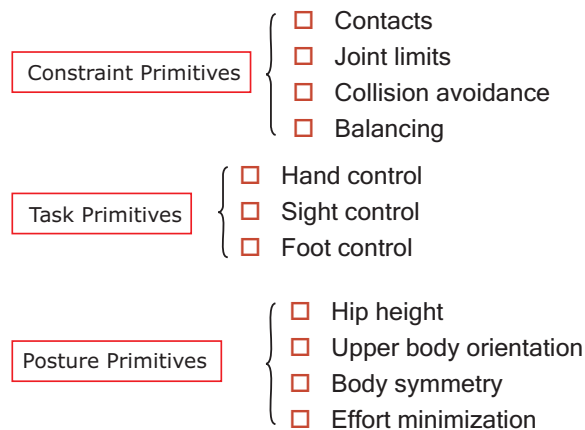 Constraint Primitives
Contacts
Joint limits
Collision avoidance
Balancing
Task Primitives
Hand control
Sight control
Foot control
Posture Primitives
Hip height
Upper body orientation
Body symmetry
Effort minimization